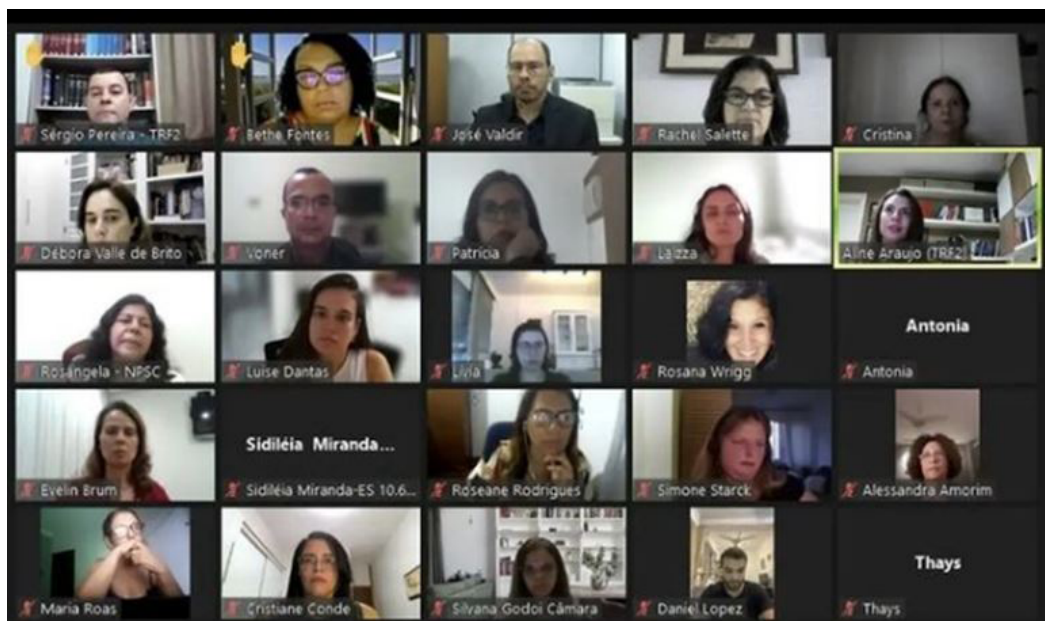 Sérgio Pereira - TRF2
Bethe Fontes
José Valdir
Rachel Salette
Cristina
Débora Valle de Brito
Voner
Patrícia
Laizza
Aline Araujo (TRF2)
Rosângela - NPSC
Luise Dantas
Lívia
Rosana Wrigg
Antonia
Antonia
Evelin Brum
Sidiléia Miranda...
Sidiléia Miranda-ES 10.6...
Roseane Rodrigues
Simone Starck
Alessandra Amorim
Maria Roas
Cristiane Conde
Silvana Godoi Câmara
Daniel Lopez
Thays
Thays